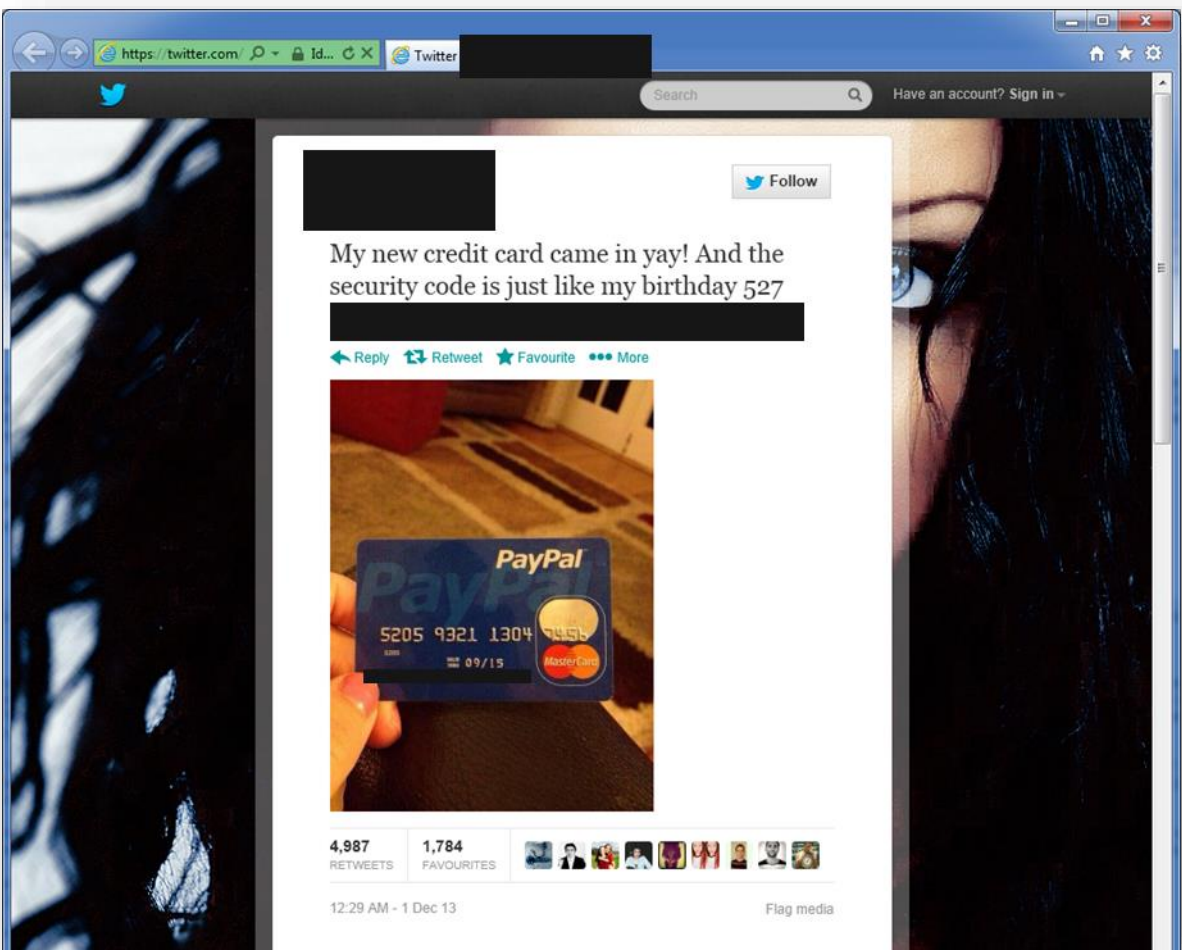 https://twitter.com/ Id... Twitter
Search
Have an account? Sign in
Follow
My new credit card came in yay! And the
security code is just like my birthday 527
Reply Retweet Favourite More
PayPal
PayPal
5205 9321 1304
09/15
MasterCard
4,987
RETWEETS
1,784
FAVOURITES
12:29 AM - 1 Dec 13
Flag media